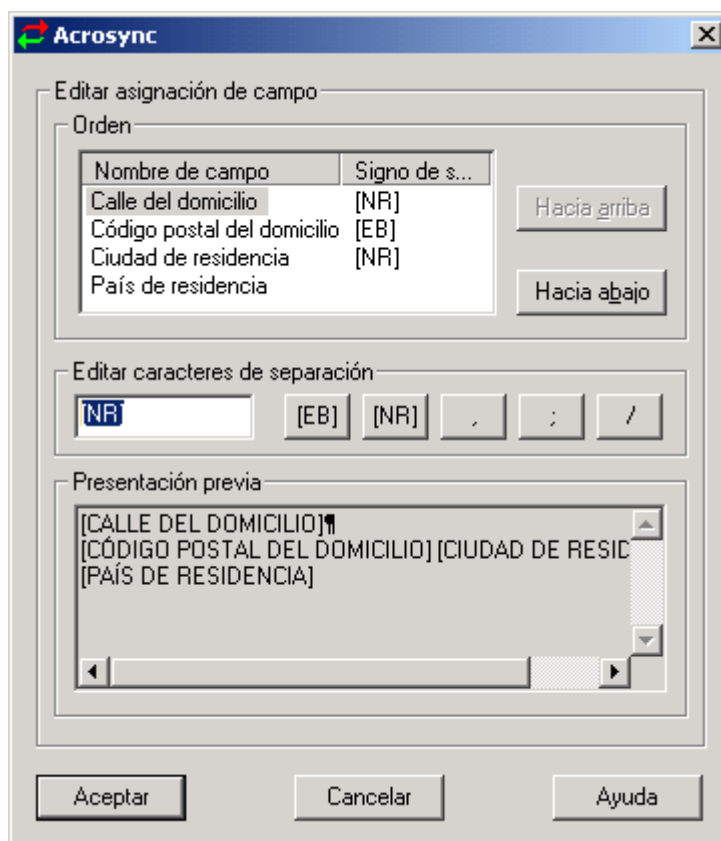 Acrosync
Editar asignación de campo
Orden
Nombre de campo Signo de s...
Calle del domicilio [NR]
Código postal del domicilio [EB]
Ciudad de residencia [NR]
País de residencia
Hacia arriba
Hacia abajo
Editar caracteres de separación
[NR] [EB] [NR] , ; /
Presentación previa
[CALLE DEL DOMICILIO]¶
[CÓDIGO POSTAL DEL DOMICILIO] [CIUDAD DE RESID
[PAÍS DE RESIDENCIA]
Aceptar Cancelar Ayuda